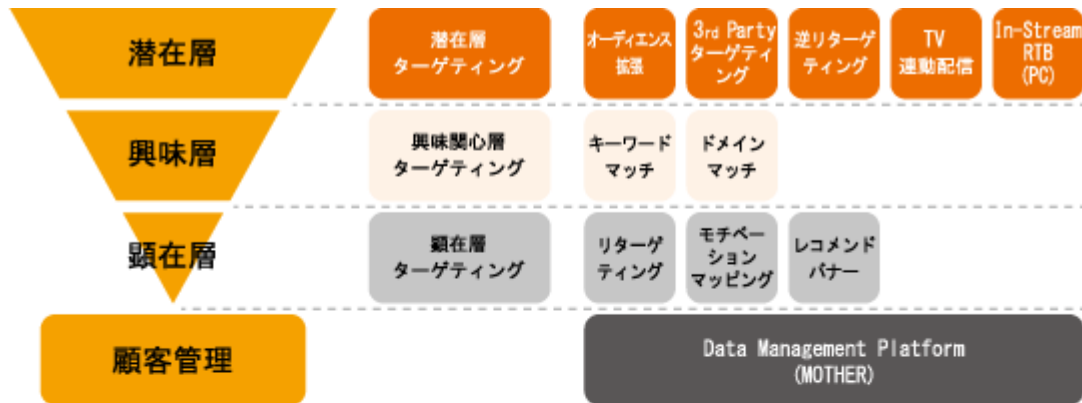 潜在層
潜在層
ターゲティング
オーディエンス
拡張
3rd Party
ターゲティ
ング
逆リターゲ
ティング
TV
連動配信
In-Stream
RTB
(PC)
興味層
興味関心層
ターゲティング
キーワード
マッチ
ドメイン
マッチ
顕在層
顕在層
ターゲティング
リターゲ
ティング
モチベー
ション
マッピング
レコメンド
バナー
顧客管理
Data Management Platform
(MOTHER)